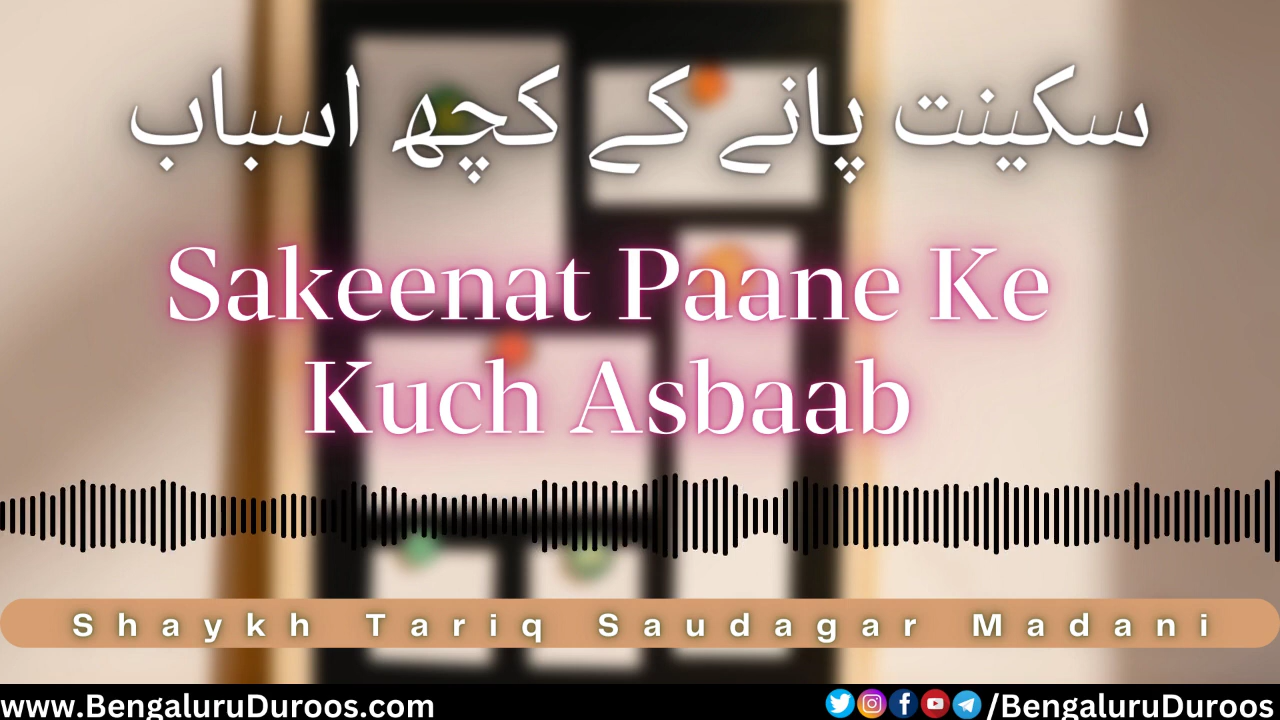 سکینت پانے کے کچھ اسباب
Sakeenat Paane Ke
Kuch Asbaab
Shaykh Tariq Saudagar Madani
www.BengaluruDuroos.com
/BengaluruDuroos